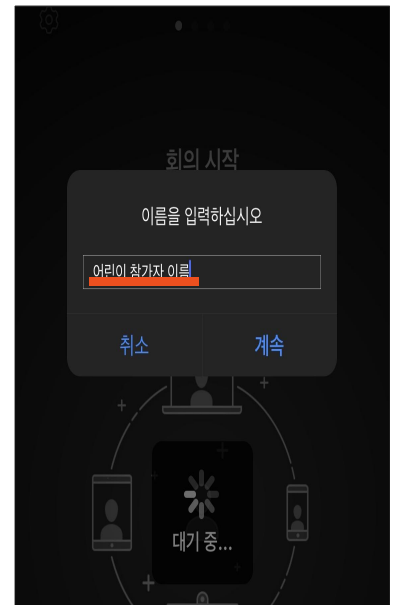 회의 시작
이름을 입력하십시오
어린이 참가자 이름
취소
계속
대기 중...